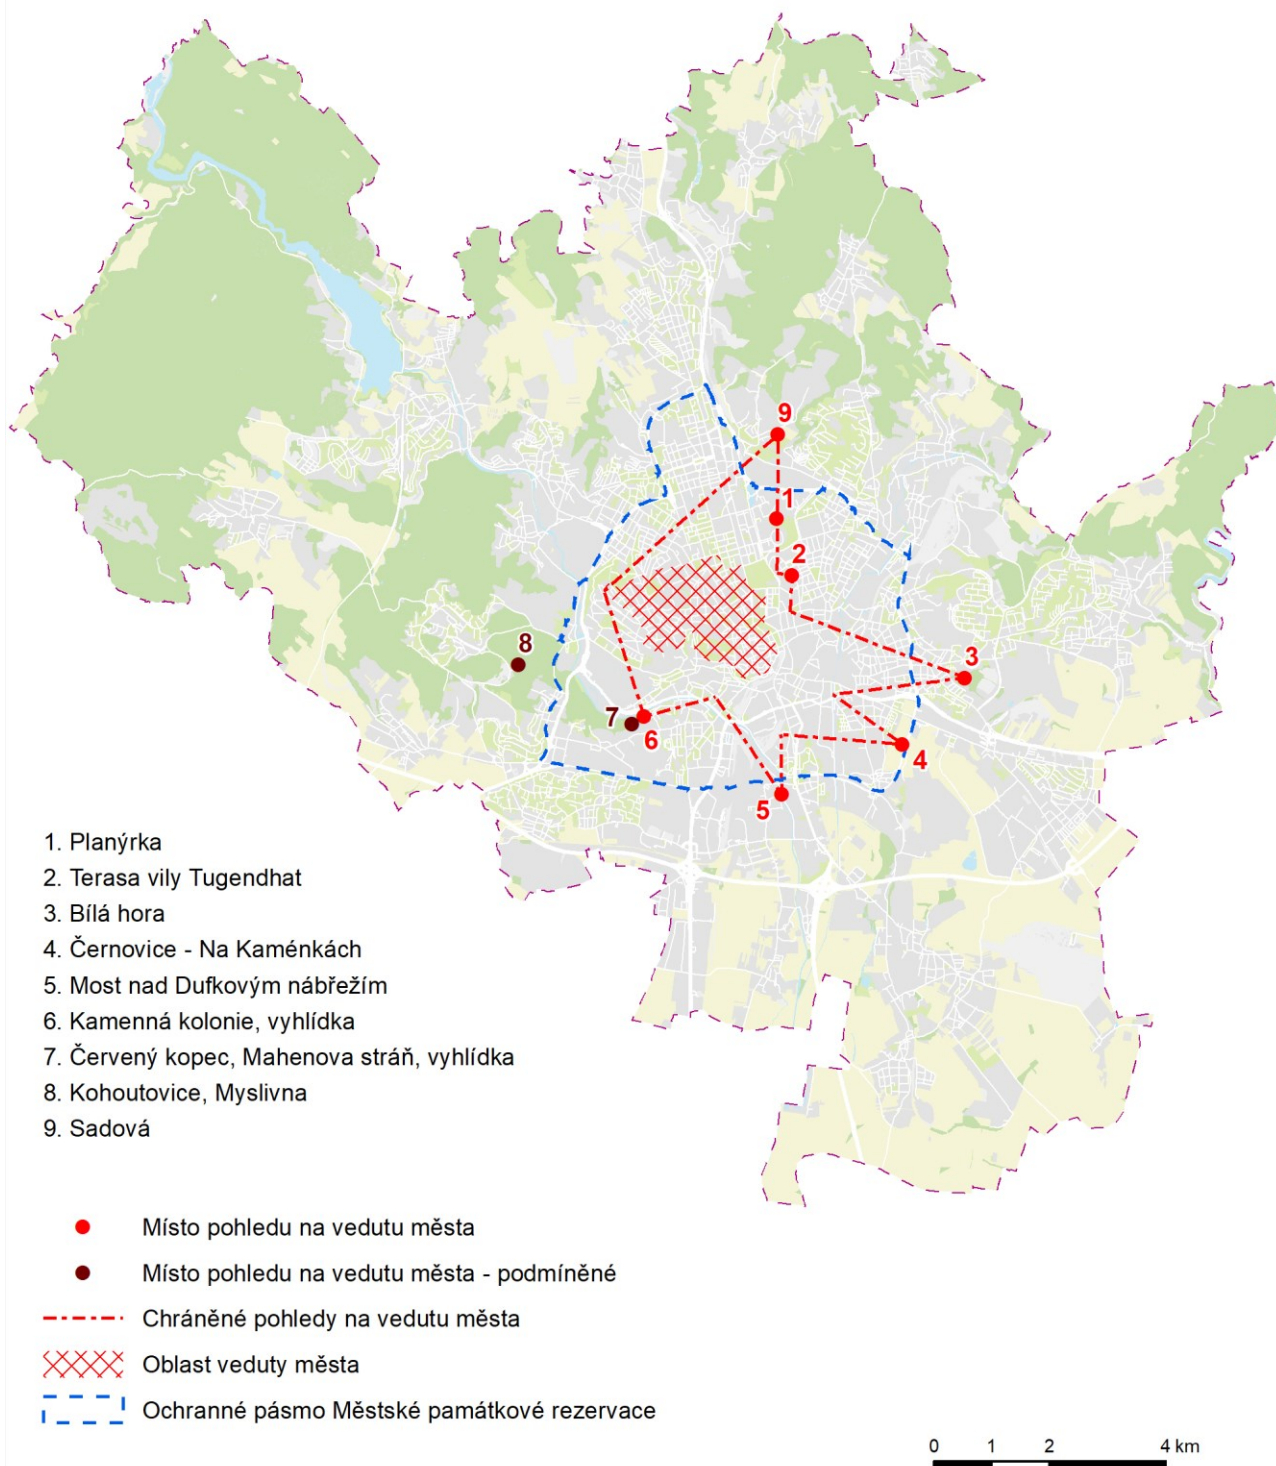 9
1
2
3
8
7
6
4
5
1. Planýrka
2. Terasa vily Tugendhat
3. Bílá hora
4. Černovice - Na Kaménkách
5. Most nad Dufkovým nábřežím
6. Kamenná kolonie, vyhlídka
7. Červený kopec, Mahenova stráň, vyhlídka
8. Kohoutovice, Myslivna
9. Sadová
Místo pohledu na vedutu města
Místo pohledu na vedutu města - podmíněné
Chráněné pohledy na vedutu města
Oblast veduty města
Ochranné pásmo Městské památkové rezervace
0 1 2 4 km